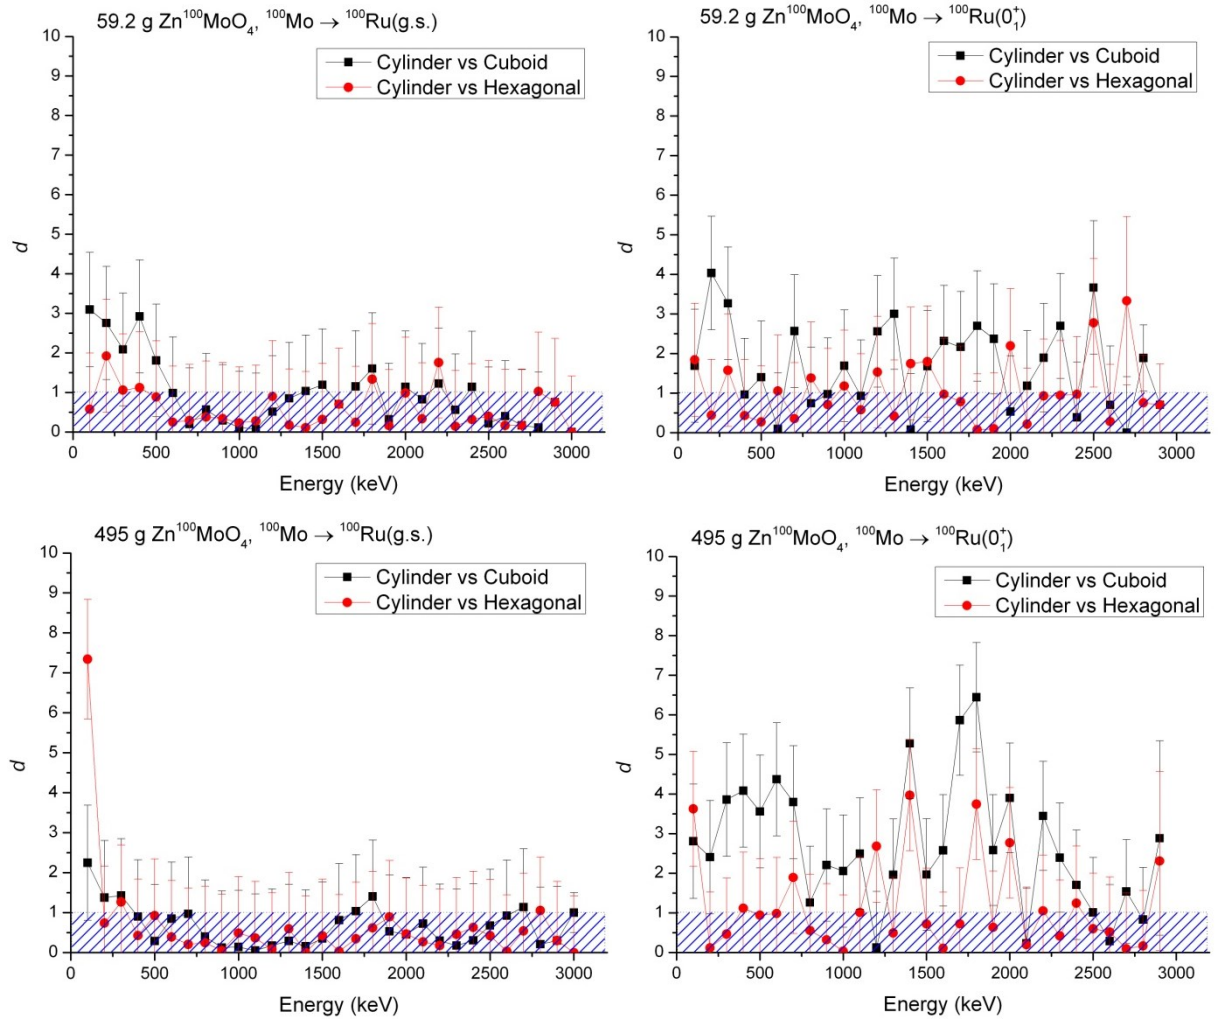 59.2 g Zn¹⁰⁰MoO₄, ¹⁰⁰Mo → ¹⁰⁰Ru(g.s.)
Cylinder vs Cuboid
Cylinder vs Hexagonal
10
9
8
7
6
5
4
3
2
1
0
d
0 500 1000 1500 2000 2500 3000
Energy (keV)
59.2 g Zn¹⁰⁰MoO₄, ¹⁰⁰Mo → ¹⁰⁰Ru(0₁⁺)
Cylinder vs Cuboid
Cylinder vs Hexagonal
10
9
8
7
6
5
4
3
2
1
0
d
0 500 1000 1500 2000 2500 3000
Energy (keV)
495 g Zn¹⁰⁰MoO₄, ¹⁰⁰Mo → ¹⁰⁰Ru(g.s.)
Cylinder vs Cuboid
Cylinder vs Hexagonal
10
9
8
7
6
5
4
3
2
1
0
d
0 500 1000 1500 2000 2500 3000
Energy (keV)
495 g Zn¹⁰⁰MoO₄, ¹⁰⁰Mo → ¹⁰⁰Ru(0₁⁺)
Cylinder vs Cuboid
Cylinder vs Hexagonal
10
9
8
7
6
5
4
3
2
1
0
d
0 500 1000 1500 2000 2500 3000
Energy (keV)